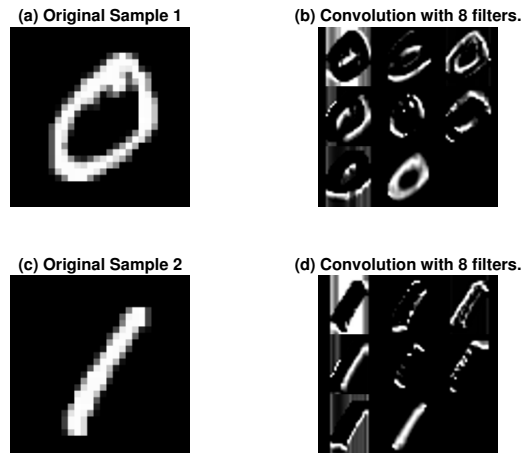 (a) Original Sample 1
(b) Convolution with 8 filters.
(c) Original Sample 2
(d) Convolution with 8 filters.